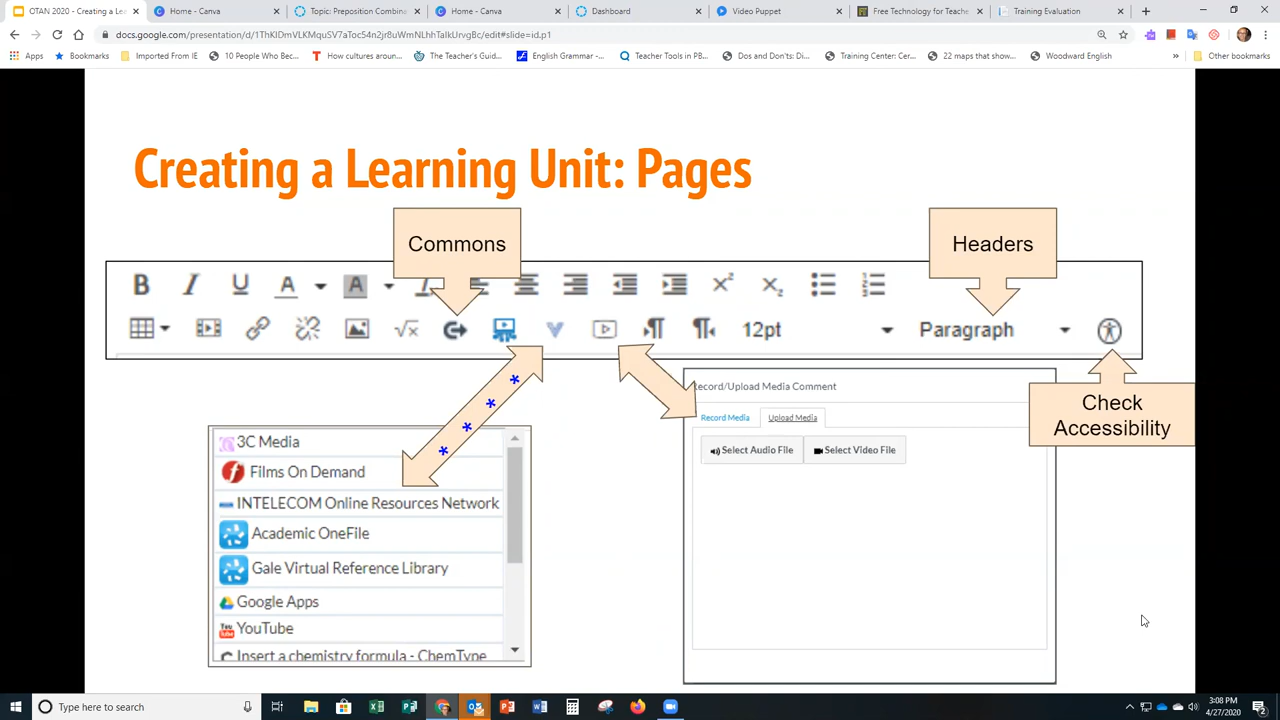 OTAN 2020 - Creating a Le
Home - Canva
Topic: Preposition Combina
Home - Canva
Dashboard
Video Puppet
Free Technology for Teache
Training Evaluation
docs.google.com/presentation/d/1ThKlDmVLKMquSV7aToc54n2jr8uWmNLhhTaIkUrvgBc/edit#slide=id.p1
Apps
Bookmarks
Imported From IE
10 People Who Bec...
How cultures aroun...
The Teacher's Guid...
English Grammar -...
Teacher Tools in PB...
Dos and Don'ts: Di...
Training Center: Cer...
22 maps that show...
Woodward English
Other bookmarks
Creating a Learning Unit: Pages
Commons
Headers
B I U A A
12pt
Paragraph
Check
Accessibility
Record/Upload Media Comment
Record Media
Upload Media
Select Audio File
Select Video File
3C Media
Films On Demand
INTELECOM Online Resources Network
Academic OneFile
Gale Virtual Reference Library
Google Apps
YouTube
Insert a chemistry formula - ChemType
Type here to search
3:08 PM
4/27/2020